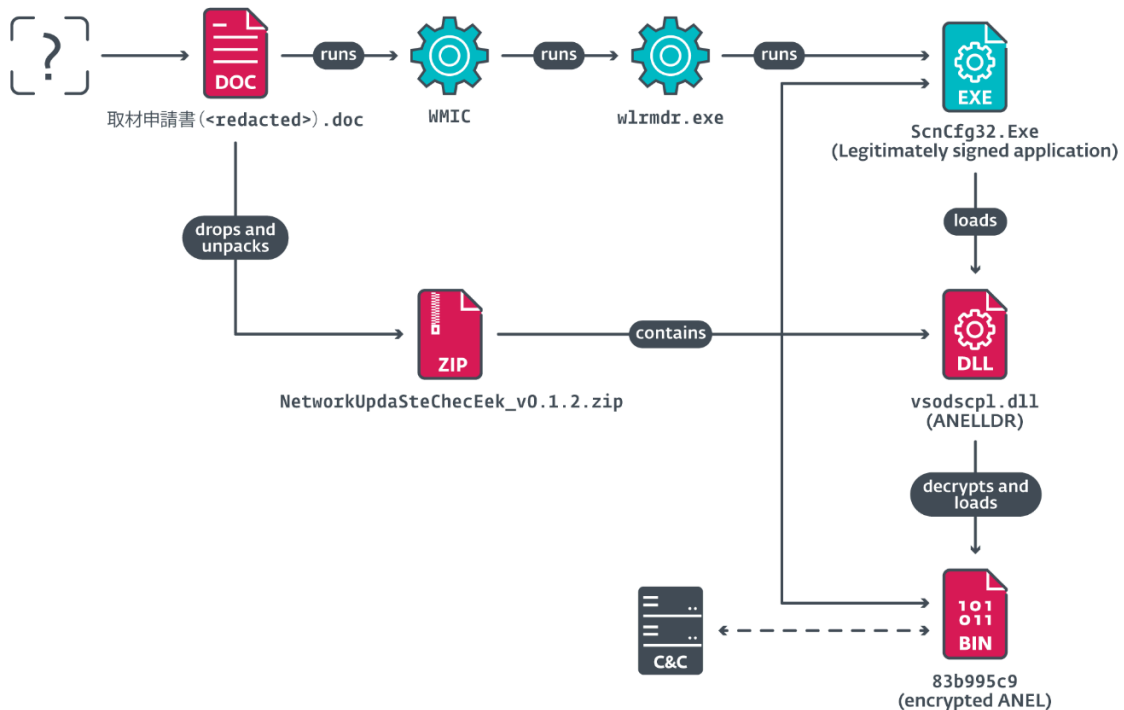 ?
DOC
runs
runs
runs
EXE
取材申請書(<redacted>).doc
WMIC
wlrmdr.exe
ScnCfg32.Exe
(Legitimately signed application)
drops and
unpacks
loads
ZIP
contains
DLL
NetworkUpdaSteChecEek_v0.1.2.zip
vsodscpl.dll
(ANELLDR)
decrypts and
loads
C&C
101
011
BIN
83b995c9
(encrypted ANEL)